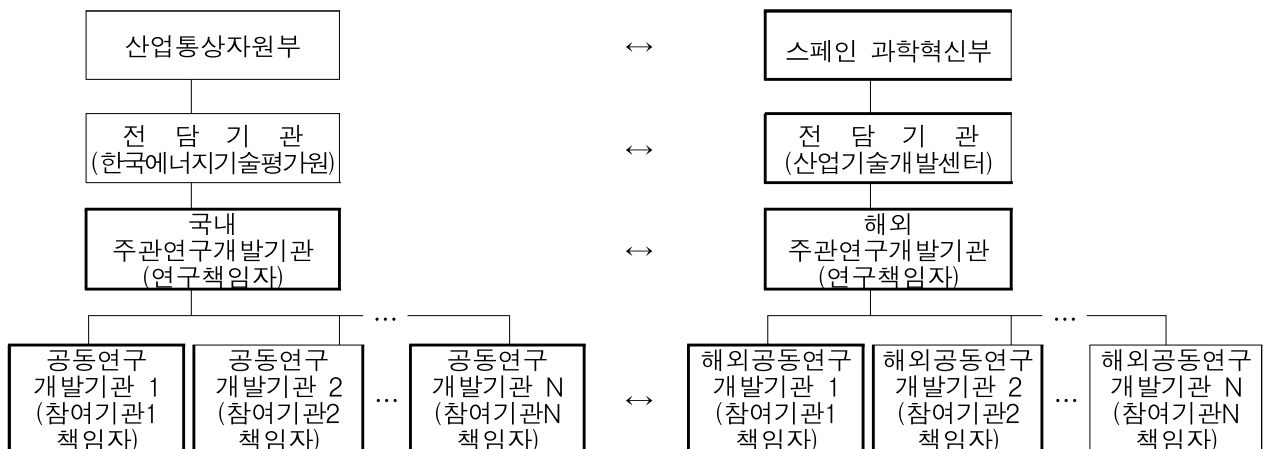 산업통상자원부 ↔ 스페인 과학혁신부
전 담 기 관
(한국에너지기술평가원)
↔
전 담 기 관
(산업기술개발센터)
국내
주관연구개발기관
(연구책임자)
↔
해외
주관연구개발기관
(연구책임자)
...
...
공동연구
개발기관 1
(참여기관1
책임자)
공동연구
개발기관 2
(참여기관2
책임자)
...
공동연구
개발기관 N
(참여기관N
책임자)
↔
해외공동연구
개발기관 1
(참여기관1
책임자)
해외공동연구
개발기관 2
(참여기관2
책임자)
...
해외공동연구
개발기관 N
(참여기관N
책임자)